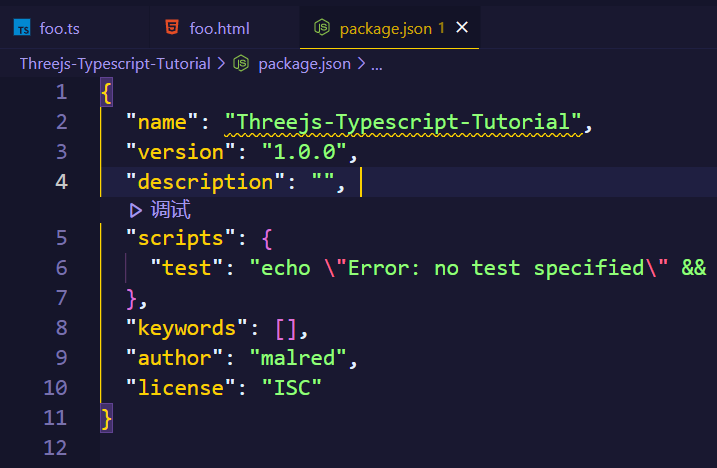 TS foo.ts foo.html JS package.json 1
Threejs-Typescript-Tutorial > JS package.json > ...
1 {
2 "name": "Threejs-Typescript-Tutorial",
3 "version": "1.0.0",
4 "description": "",
调试
5 "scripts": {
6 "test": "echo \"Error: no test specified\" &&
7 },
8 "keywords": [],
9 "author": "malred",
10 "license": "ISC"
11 }
12